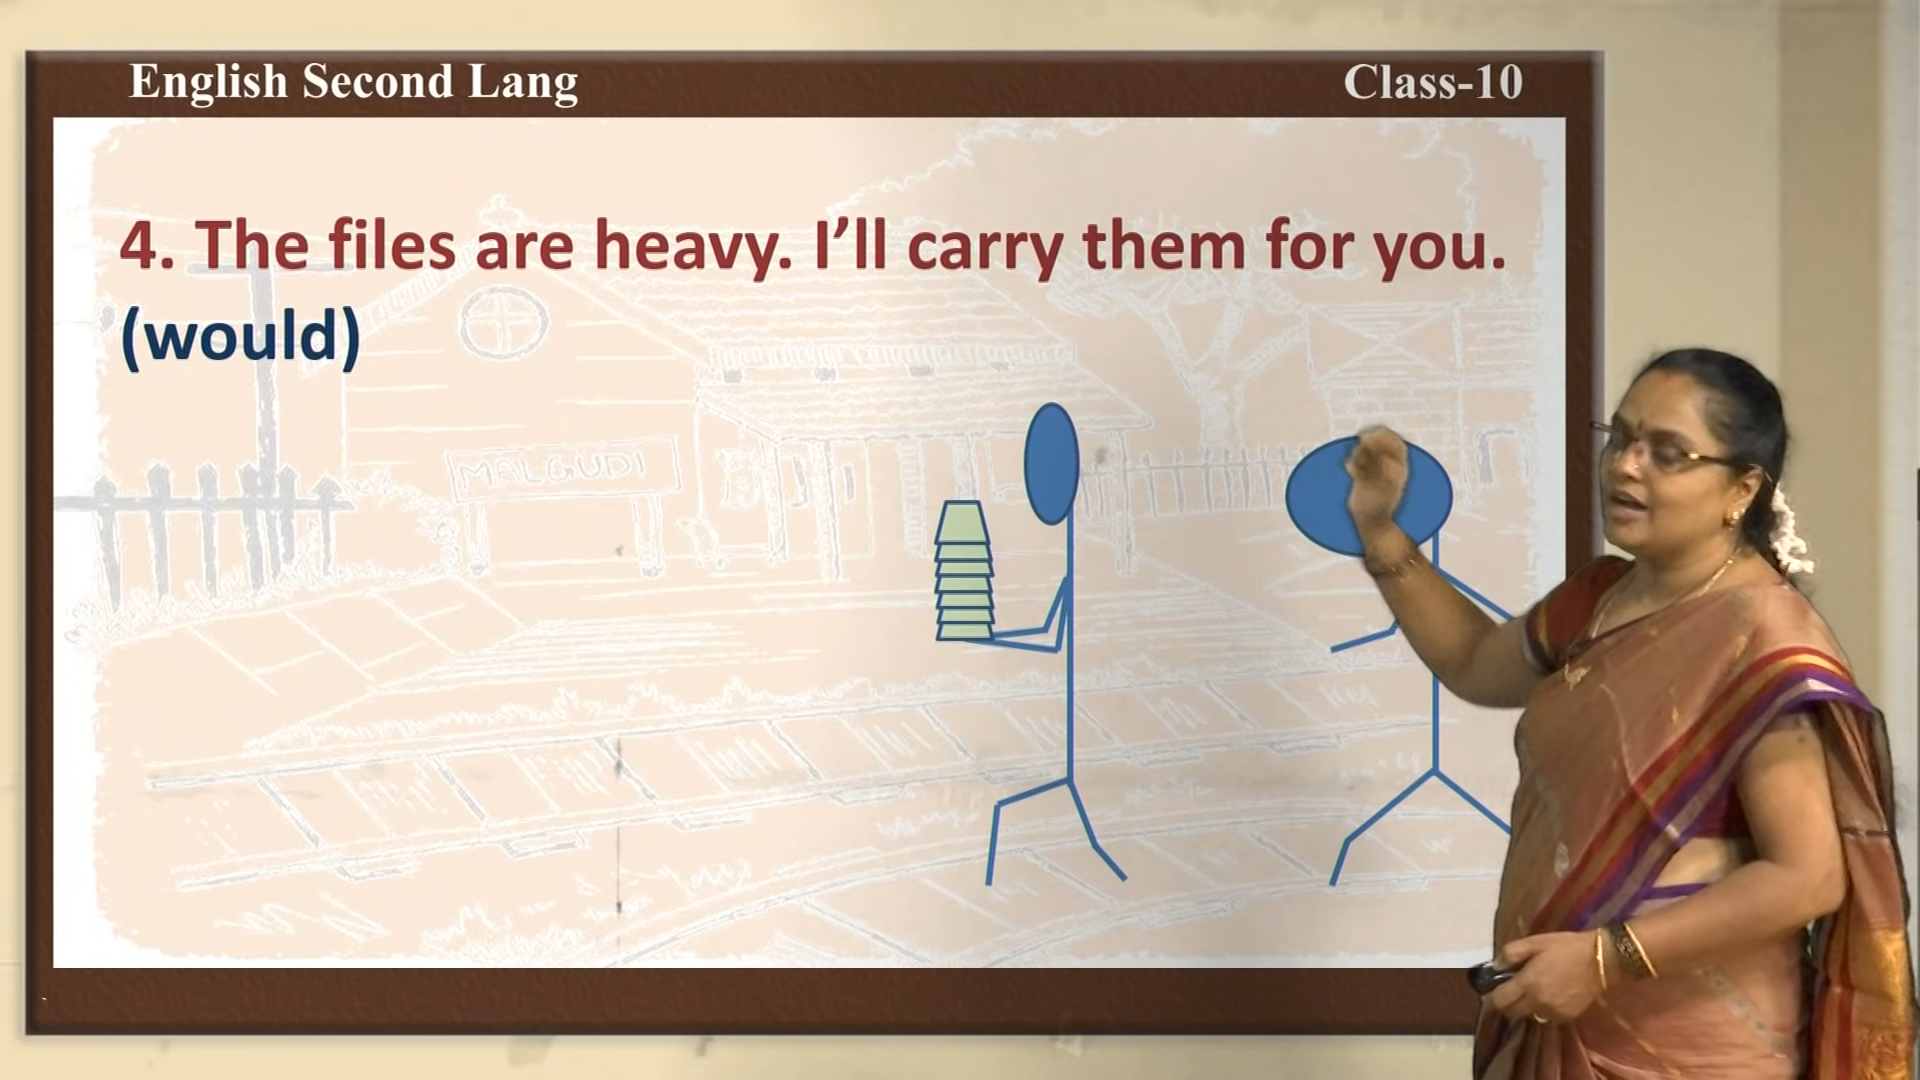 English Second Lang
Class-10
4. The files are heavy. I’ll carry them for you.
(would)
MALGUDI